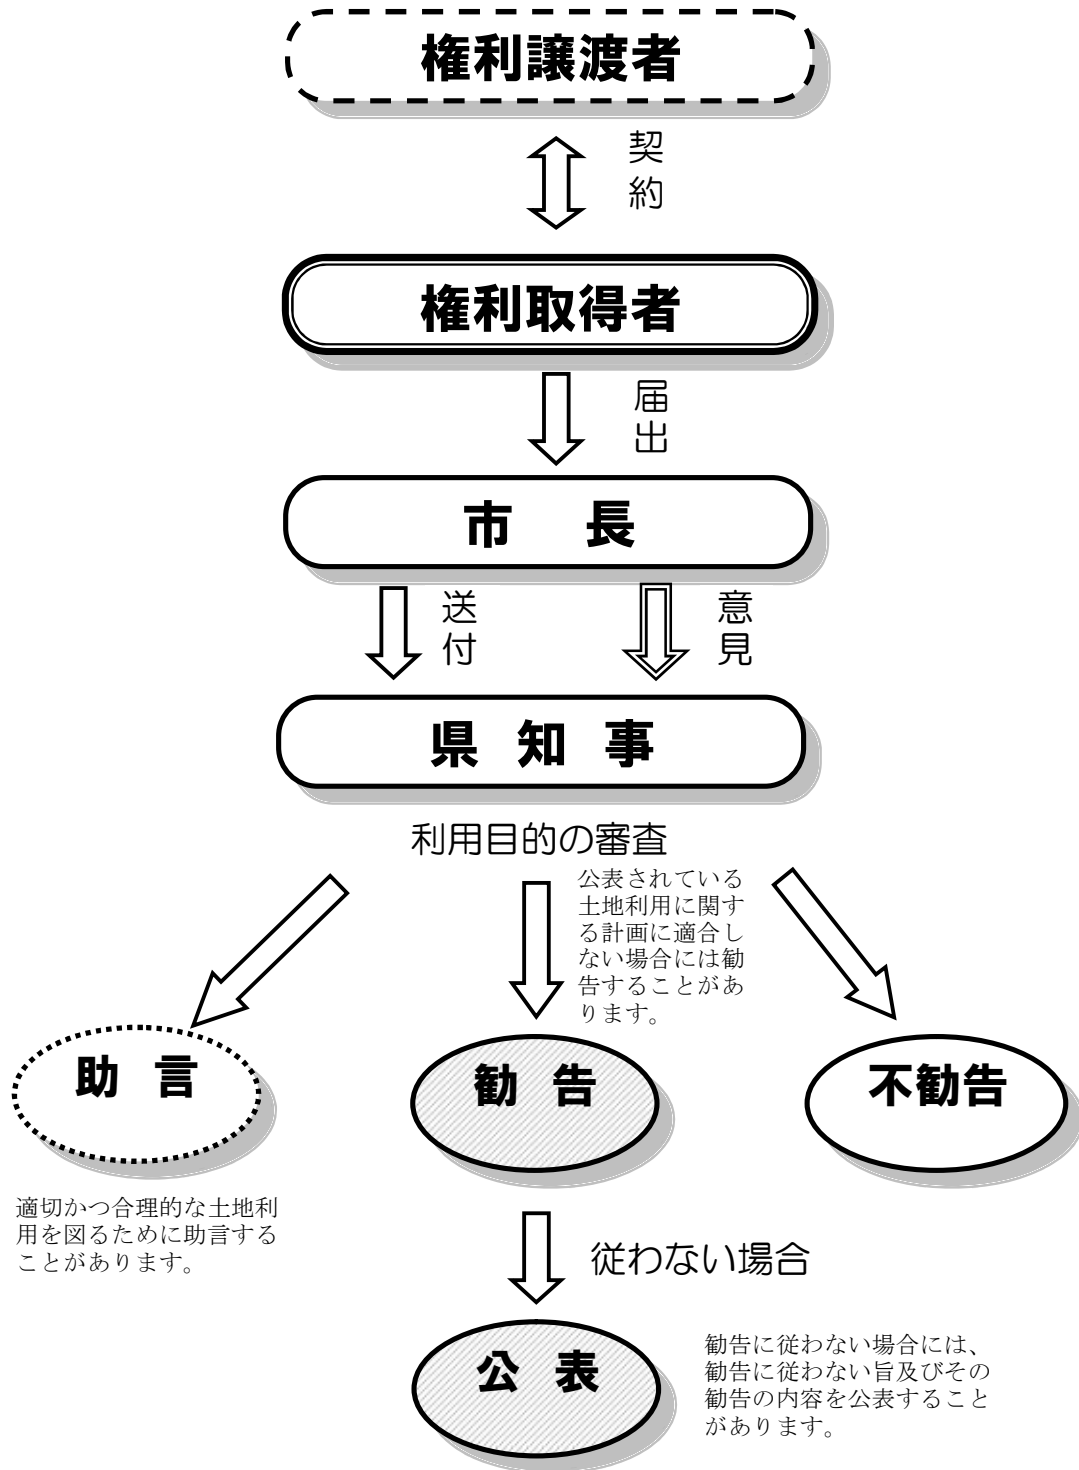 権利譲渡者
契
約
権利取得者
届
出
市 長
送
付
意
見
県 知 事
利用目的の審査
公表されている
土地利用に関す
る計画に適合し
ない場合には勧
告することがあ
ります。
助 言
勧 告
不勧告
適切かつ合理的な土地利
用を図るために助言する
ことがあります。
従わない場合
公 表
勧告に従わない場合には、
勧告に従わない旨及びその
勧告の内容を公表すること
があります。